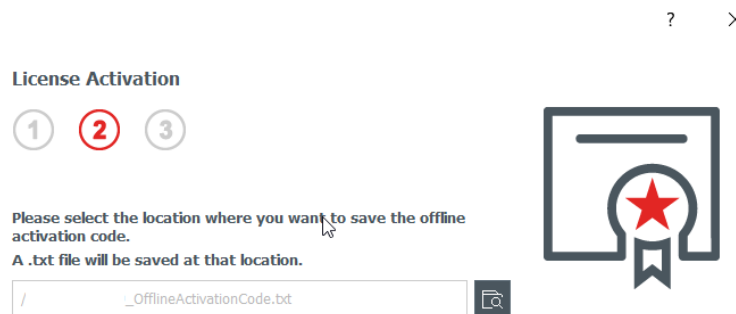 ?
License Activation
1 2 3
Please select the location where you want to save the offline
activation code.
A .txt file will be saved at that location.
/ _OfflineActivationCode.txt